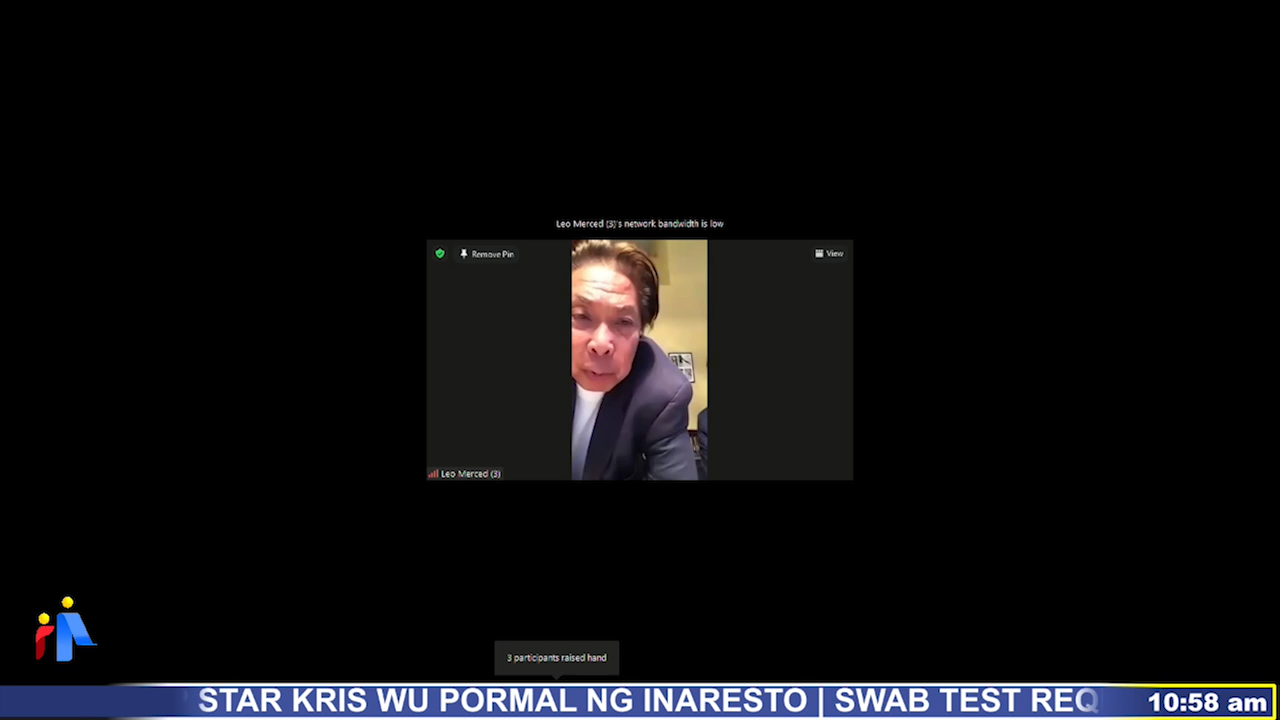 Leo Merced (3)'s network bandwidth is low
Remove Pin
View
Leo Merced (3)
3 participants raised hand
STAR KRIS WU PORMAL NG INARESTO | SWAB TEST REQ
10:58 am